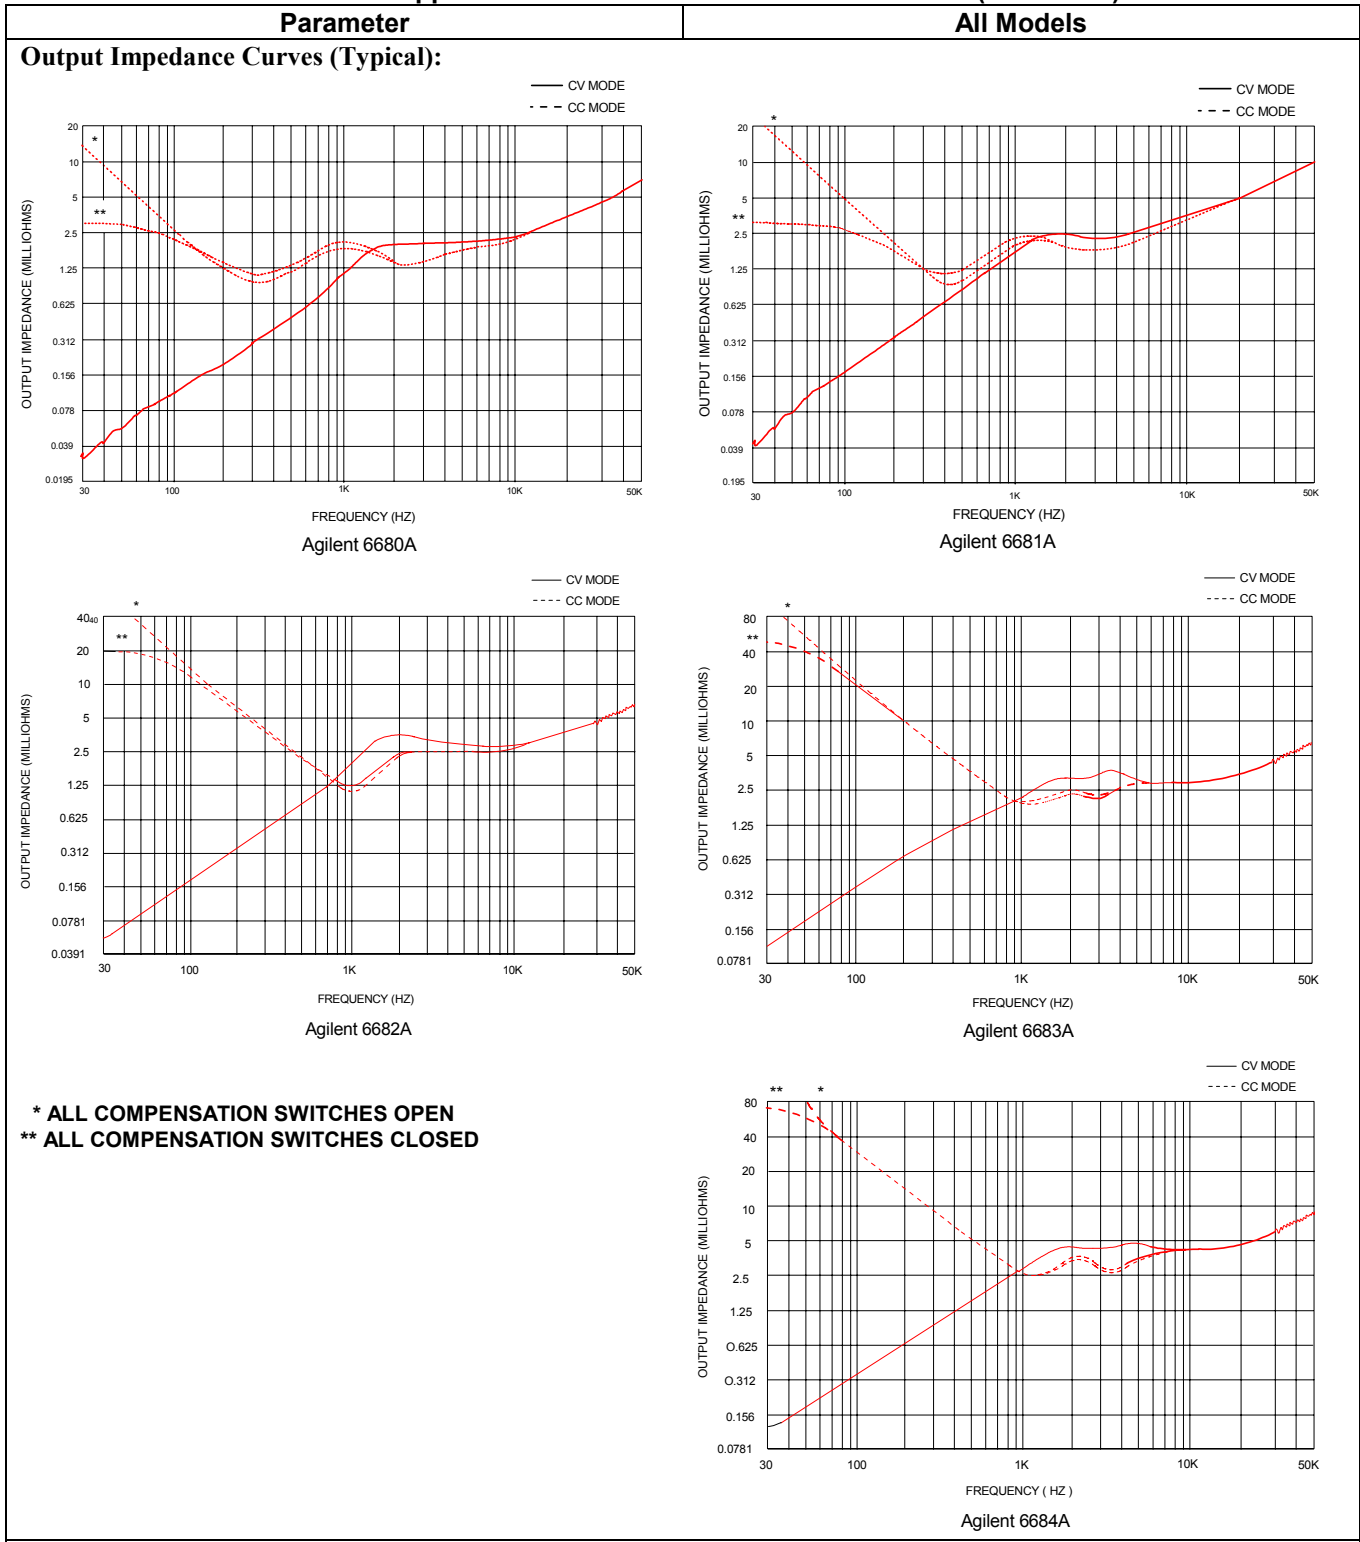 Parameter
All Models
Output Impedance Curves (Typical):
CV MODE
CC MODE
*
**
20
10
5
2.5
1.25
0.625
0.312
0.156
0.078
0.039
0.0195
OUTPUT IMPEDANCE (MILLIOHMS)
30 100 1K 10K 50K
FREQUENCY (HZ)
Agilent 6680A
CV MODE
CC MODE
*
**
20
10
5
2.5
1.25
0.625
0.312
0.156
0.078
0.039
0.195
OUTPUT IMPEDANCE (MILLIOHMS)
30 100 1K 10K 50K
FREQUENCY (HZ)
Agilent 6681A
CV MODE
CC MODE
*
**
40 40
20
10
5
2.5
1.25
0.625
0.312
0.156
0.0781
0.0391
OUTPUT IMPEDANCE (MILLIOHMS)
30 100 1K 10K 50K
FREQUENCY (HZ)
Agilent 6682A
CV MODE
CC MODE
*
**
80
40
20
10
5
2.5
1.25
0.625
0.312
0.156
0.0781
OUTPUT IMPEDANCE (MILLIOHMS)
30 100 1K 10K 50K
FREQUENCY (HZ)
Agilent 6683A
* ALL COMPENSATION SWITCHES OPEN
** ALL COMPENSATION SWITCHES CLOSED
CV MODE
CC MODE
** *
80
40
20
10
5
2.5
1.25
O.625
O.312
0.156
0.0781
OUTPUT IMPEDANCE (MILLIOHMS)
30 100 1K 10K 50K
FREQUENCY ( HZ )
Agilent 6684A